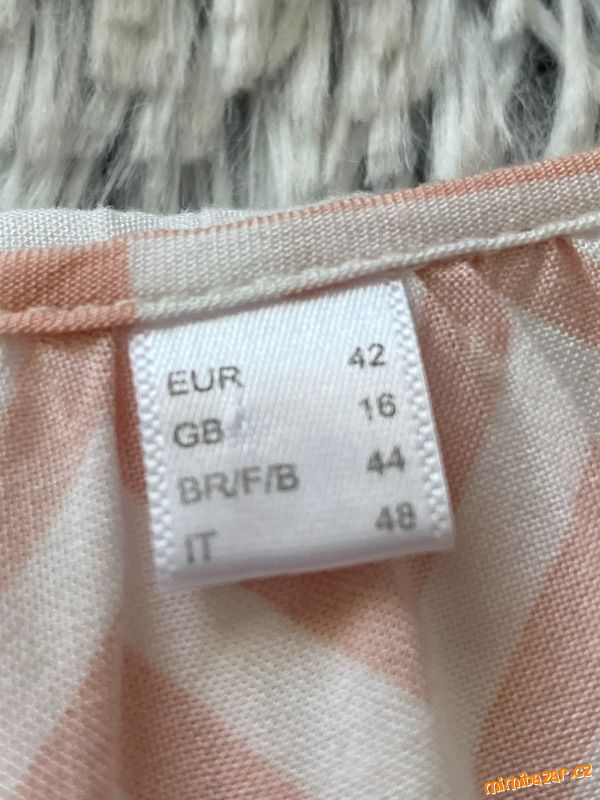 EUR 42
GB 16
BR/F/B 44
IT 48
mimibazar.cz